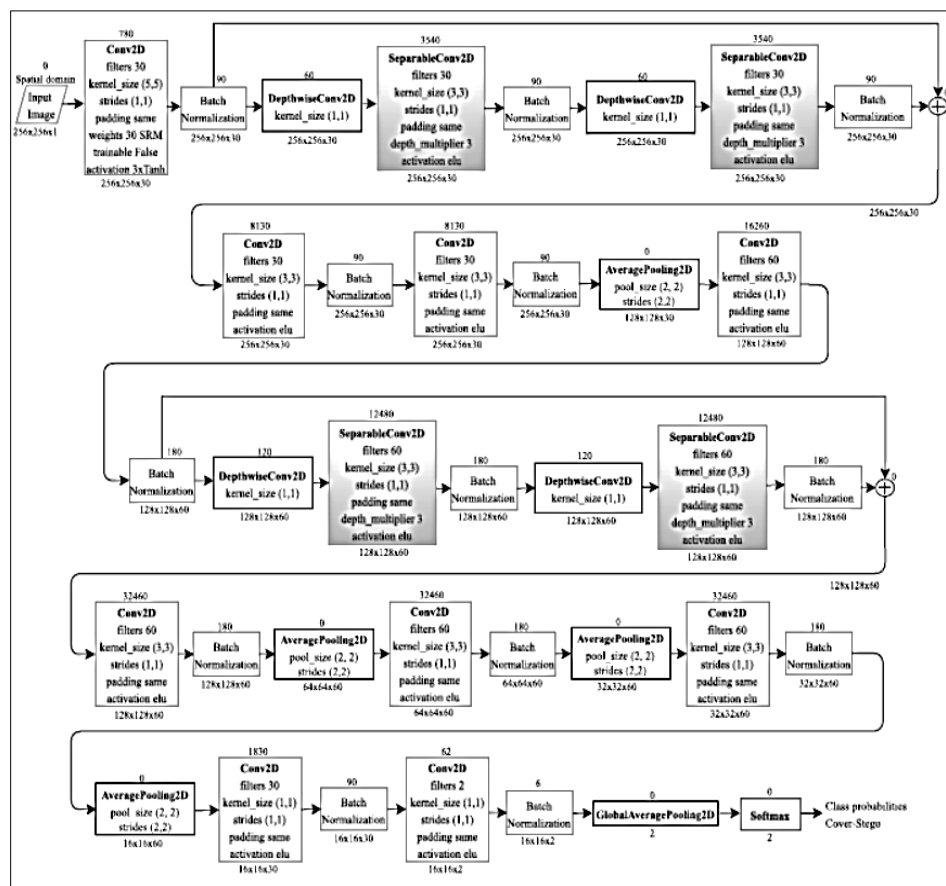 0
Spatial domain
Input
Image
256x256x1
780
Conv2D
filters 30
kernel_size (5,5)
strides (1,1)
padding same
weights 30 SRM
trainable False
activation 3xTanh
256x256x30
90
Batch
Normalization
256x256x30
60
DepthwiseConv2D
kernel_size (1,1)
256x256x30
3540
SeparableConv2D
filters 30
kernel_size (3,3)
strides (1,1)
padding same
depth_multiplier 3
activation elu
256x256x30
90
Batch
Normalization
256x256x30
60
DepthwiseConv2D
kernel_size (1,1)
256x256x30
3540
SeparableConv2D
filters 30
kernel_size (3,3)
strides (1,1)
padding same
depth_multiplier 3
activation elu
256x256x30
90
Batch
Normalization
256x256x30
0
256x256x30
8130
Conv2D
filters 30
kernel_size (3,3)
strides (1,1)
padding same
activation elu
256x256x30
90
Batch
Normalization
256x256x30
8130
Conv2D
filters 30
kernel_size (3,3)
strides (1,1)
padding same
activation elu
256x256x30
90
Batch
Normalization
256x256x30
0
AveragePooling2D
pool_size (2, 2)
strides (2,2)
128x128x30
16260
Conv2D
filters 60
kernel_size (3,3)
strides (1,1)
padding same
activation elu
128x128x60
180
Batch
Normalization
128x128x60
120
DepthwiseConv2D
kernel_size (1,1)
128x128x60
12480
SeparableConv2D
filters 60
kernel_size (3,3)
strides (1,1)
padding same
depth_multiplier 3
activation elu
128x128x60
180
Batch
Normalization
128x128x60
120
DepthwiseConv2D
kernel_size (1,1)
128x128x60
12480
SeparableConv2D
filters 60
kernel_size (3,3)
strides (1,1)
padding same
depth_multiplier 3
activation elu
128x128x60
180
Batch
Normalization
128x128x60
0
128x128x60
32460
Conv2D
filters 60
kernel_size (3,3)
strides (1,1)
padding same
activation elu
128x128x60
180
Batch
Normalization
128x128x60
0
AveragePooling2D
pool_size (2, 2)
strides (2,2)
64x64x60
32460
Conv2D
filters 60
kernel_size (3,3)
strides (1,1)
padding same
activation elu
64x64x60
180
Batch
Normalization
64x64x60
0
AveragePooling2D
pool_size (2, 2)
strides (2,2)
32x32x60
32460
Conv2D
filters 60
kernel_size (3,3)
strides (1,1)
padding same
activation elu
32x32x60
180
Batch
Normalization
32x32x60
0
AveragePooling2D
pool_size (2, 2)
strides (2,2)
16x16x60
1830
Conv2D
filters 30
kernel_size (1,1)
strides (1,1)
padding same
activation elu
16x16x30
90
Batch
Normalization
16x16x30
62
Conv2D
filters 2
kernel_size (1,1)
strides (1,1)
padding same
activation elu
16x16x2
6
Batch
Normalization
16x16x2
0
GlobalAveragePooling2D
2
0
Softmax
2
Class probabilities
Cover-Stego